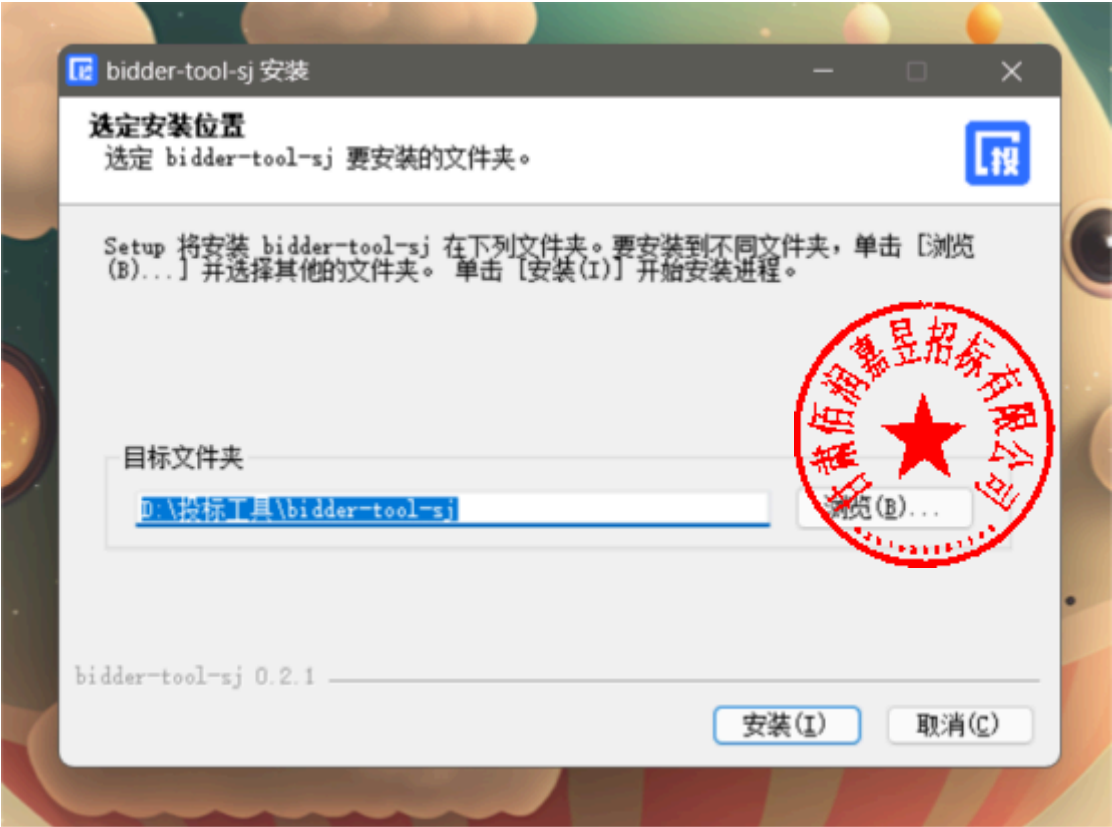 bidder-tool-sj 安装
选定安装位置
选定 bidder-tool-sj 要安装的文件夹。
投
Setup 将安装 bidder-tool-sj 在下列文件夹。要安装到不同文件夹，单击 [浏览
(B)...] 并选择其他的文件夹。 单击 [安装(I)] 开始安装进程。
甘肃佰润嘉昱招标有限公司
目标文件夹
D:\投标工具\bidder-tool-sj
浏览(B)...
bidder-tool-sj 0.2.1
安装(I)
取消(C)